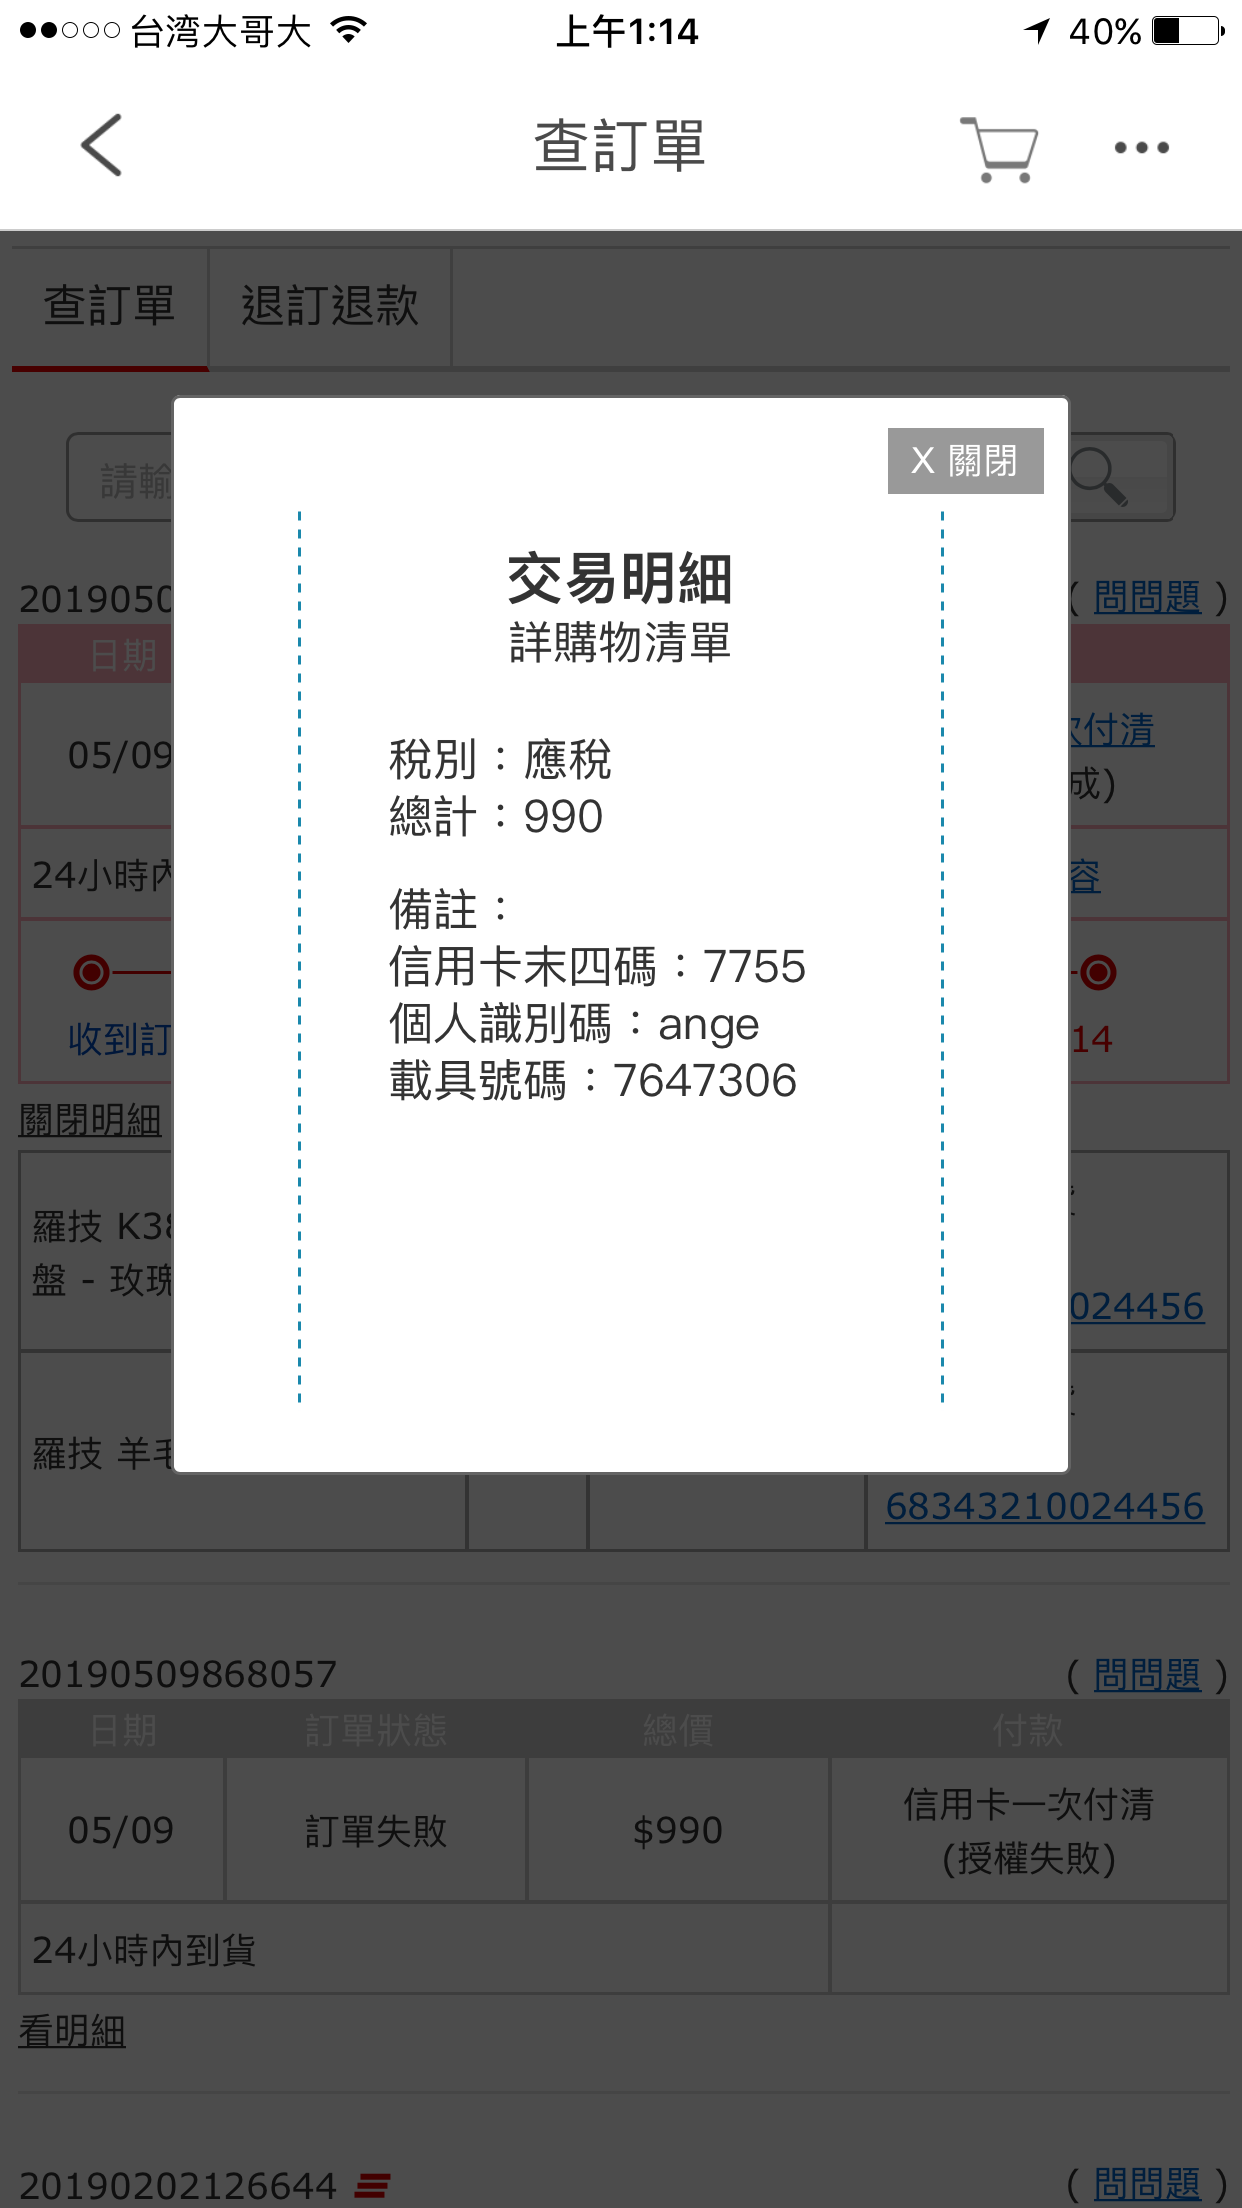 台湾大哥大 上午1:14 40%
查訂單
查訂單 退訂退款
請輸
X 關閉
交易明細
詳購物清單
稅別：應稅
總計：990
備註：
信用卡末四碼：7755
個人識別碼：ange
載具號碼：7647306
2019050 ( 問問題 )
日期
05/09 次付清
成)
24小時內 容
收到訂 14
關閉明細
羅技 K38
盤 - 玫瑰
024456
羅技 羊毛
68343210024456
20190509868057 ( 問問題 )
日期 訂單狀態 總價 付款
05/09 訂單失敗 $990 信用卡一次付清
(授權失敗)
24小時內到貨
看明細
20190202126644 ( 問問題 )